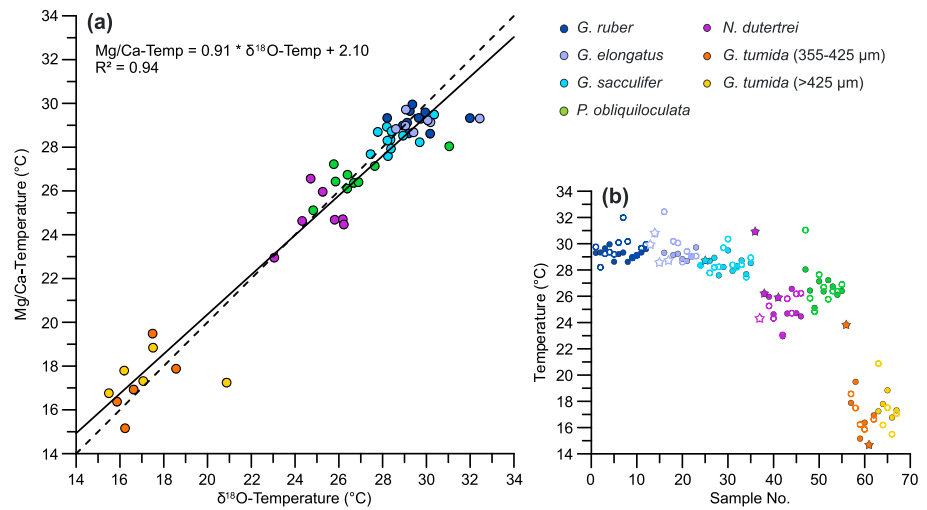 (a)
Mg/Ca-Temp = 0.91 * δ¹⁸O-Temp + 2.10
R² = 0.94
34
32
30
28
26
24
22
20
18
16
14
Mg/Ca-Temperature (°C)
14 16 18 20 22 24 26 28 30 32 34
δ¹⁸O-Temperature (°C)
G. ruber
G. elongatus
G. sacculifer
P. obliquiloculata
N. dutertrei
G. tumida (355-425 µm)
G. tumida (>425 µm)
(b)
34
32
30
28
26
24
22
20
18
16
14
Temperature (°C)
0 10 20 30 40 50 60 70
Sample No.